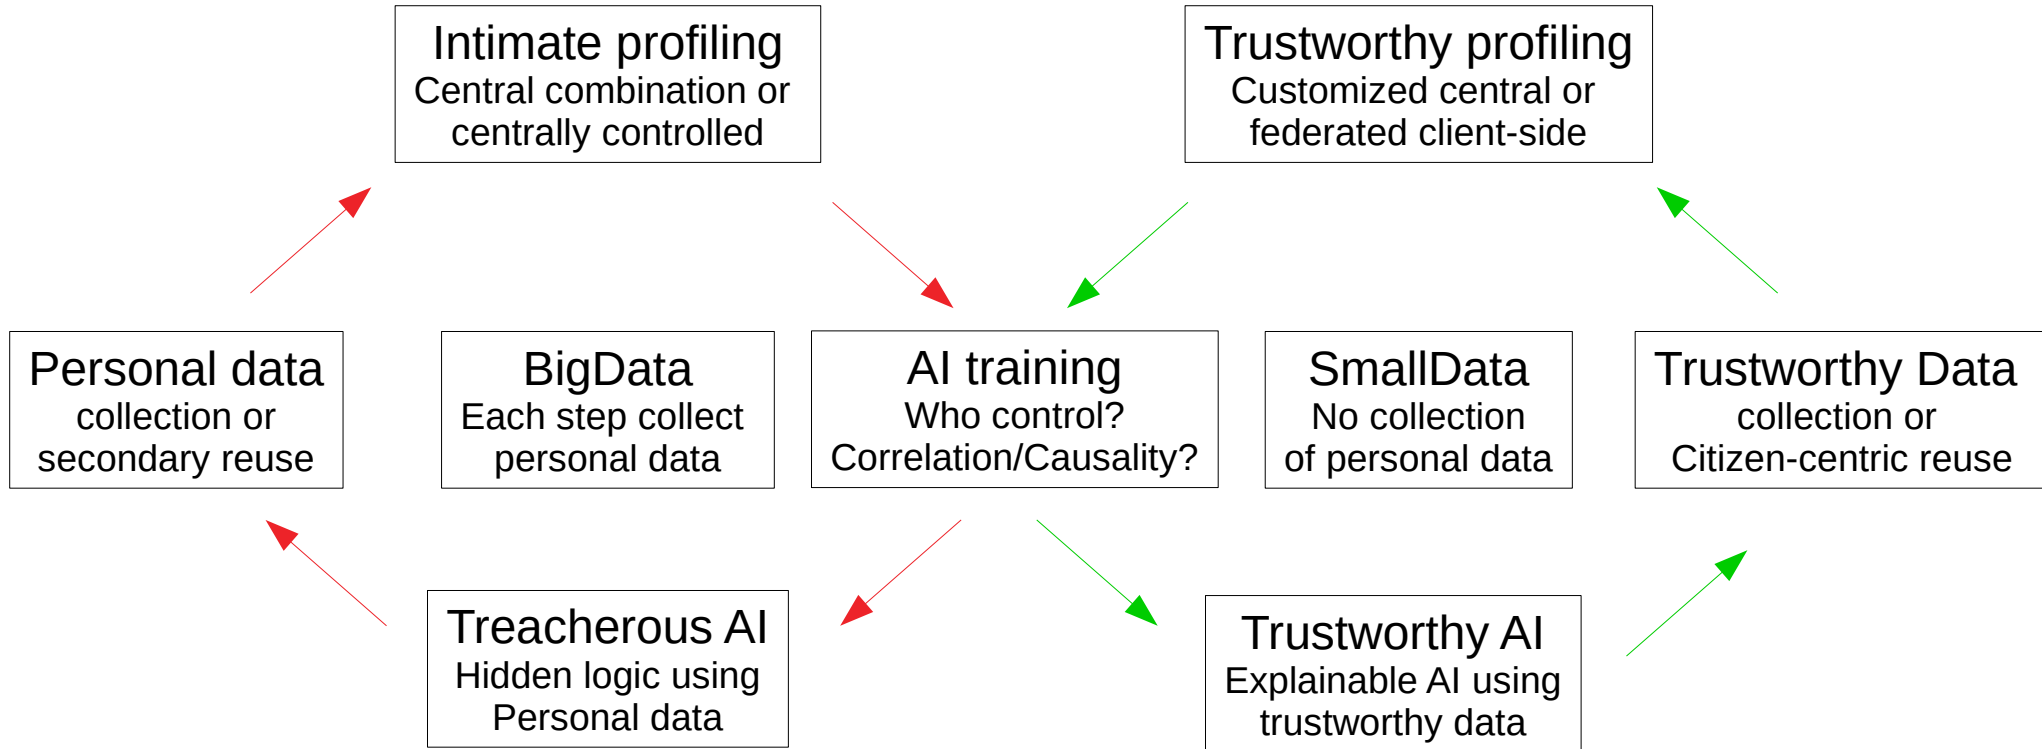 Intimate profiling
Central combination or
centrally controlled
Trustworthy profiling
Customized central or
federated client-side
Personal data
collection or
secondary reuse
BigData
Each step collect
personal data
AI training
Who control?
Correlation/Causality?
SmallData
No collection
of personal data
Trustworthy Data
collection or
Citizen-centric reuse
Treacherous AI
Hidden logic using
Personal data
Trustworthy AI
Explainable AI using
trustworthy data